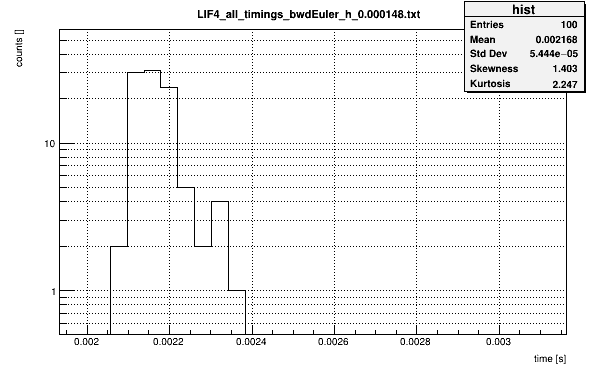 LIF4_all_timings_bwdEuler_h_0.000148.txt
hist
Entries 100
Mean 0.002168
Std Dev 5.444e−05
Skewness 1.403
Kurtosis 2.247
counts []
10
1
0.002 0.0022 0.0024 0.0026 0.0028 0.003
time [s]